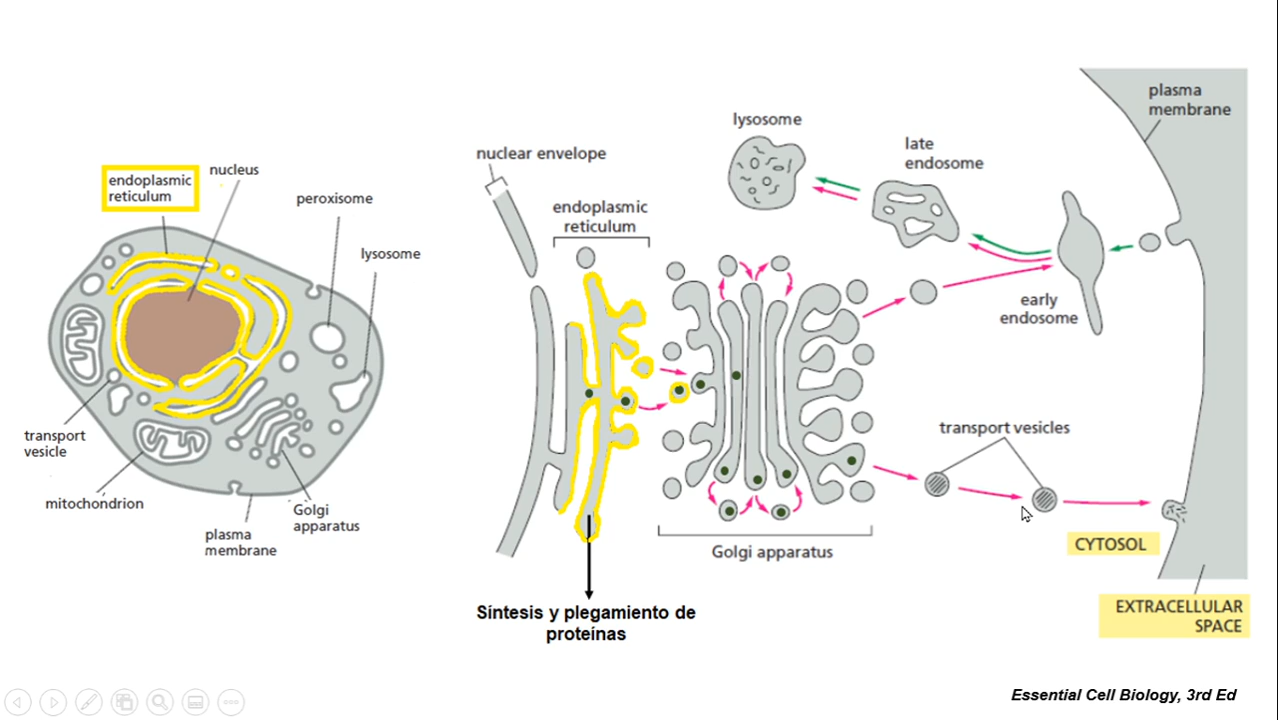 endoplasmic
reticulum
nucleus
peroxisome
lysosome
transport
vesicle
mitochondrion
plasma
membrane
Golgi
apparatus
nuclear envelope
endoplasmic
reticulum
Síntesis y plegamiento de
proteínas
Golgi apparatus
lysosome
late
endosome
early
endosome
plasma
membrane
transport vesicles
CYTOSOL
EXTRACELLULAR
SPACE
Essential Cell Biology, 3rd Ed